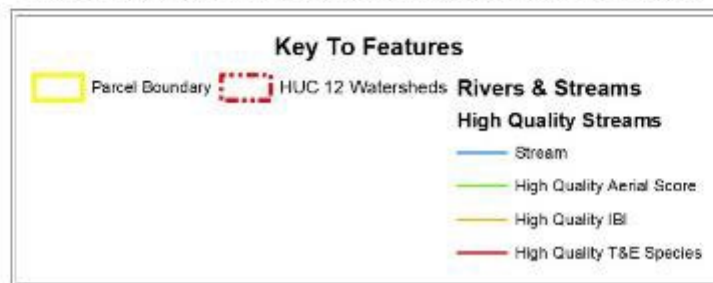 Key To Features
Parcel Boundary
HUC 12 Watersheds
Rivers & Streams
High Quality Streams
Stream
High Quality Aerial Score
High Quality IBI
High Quality T&E Species